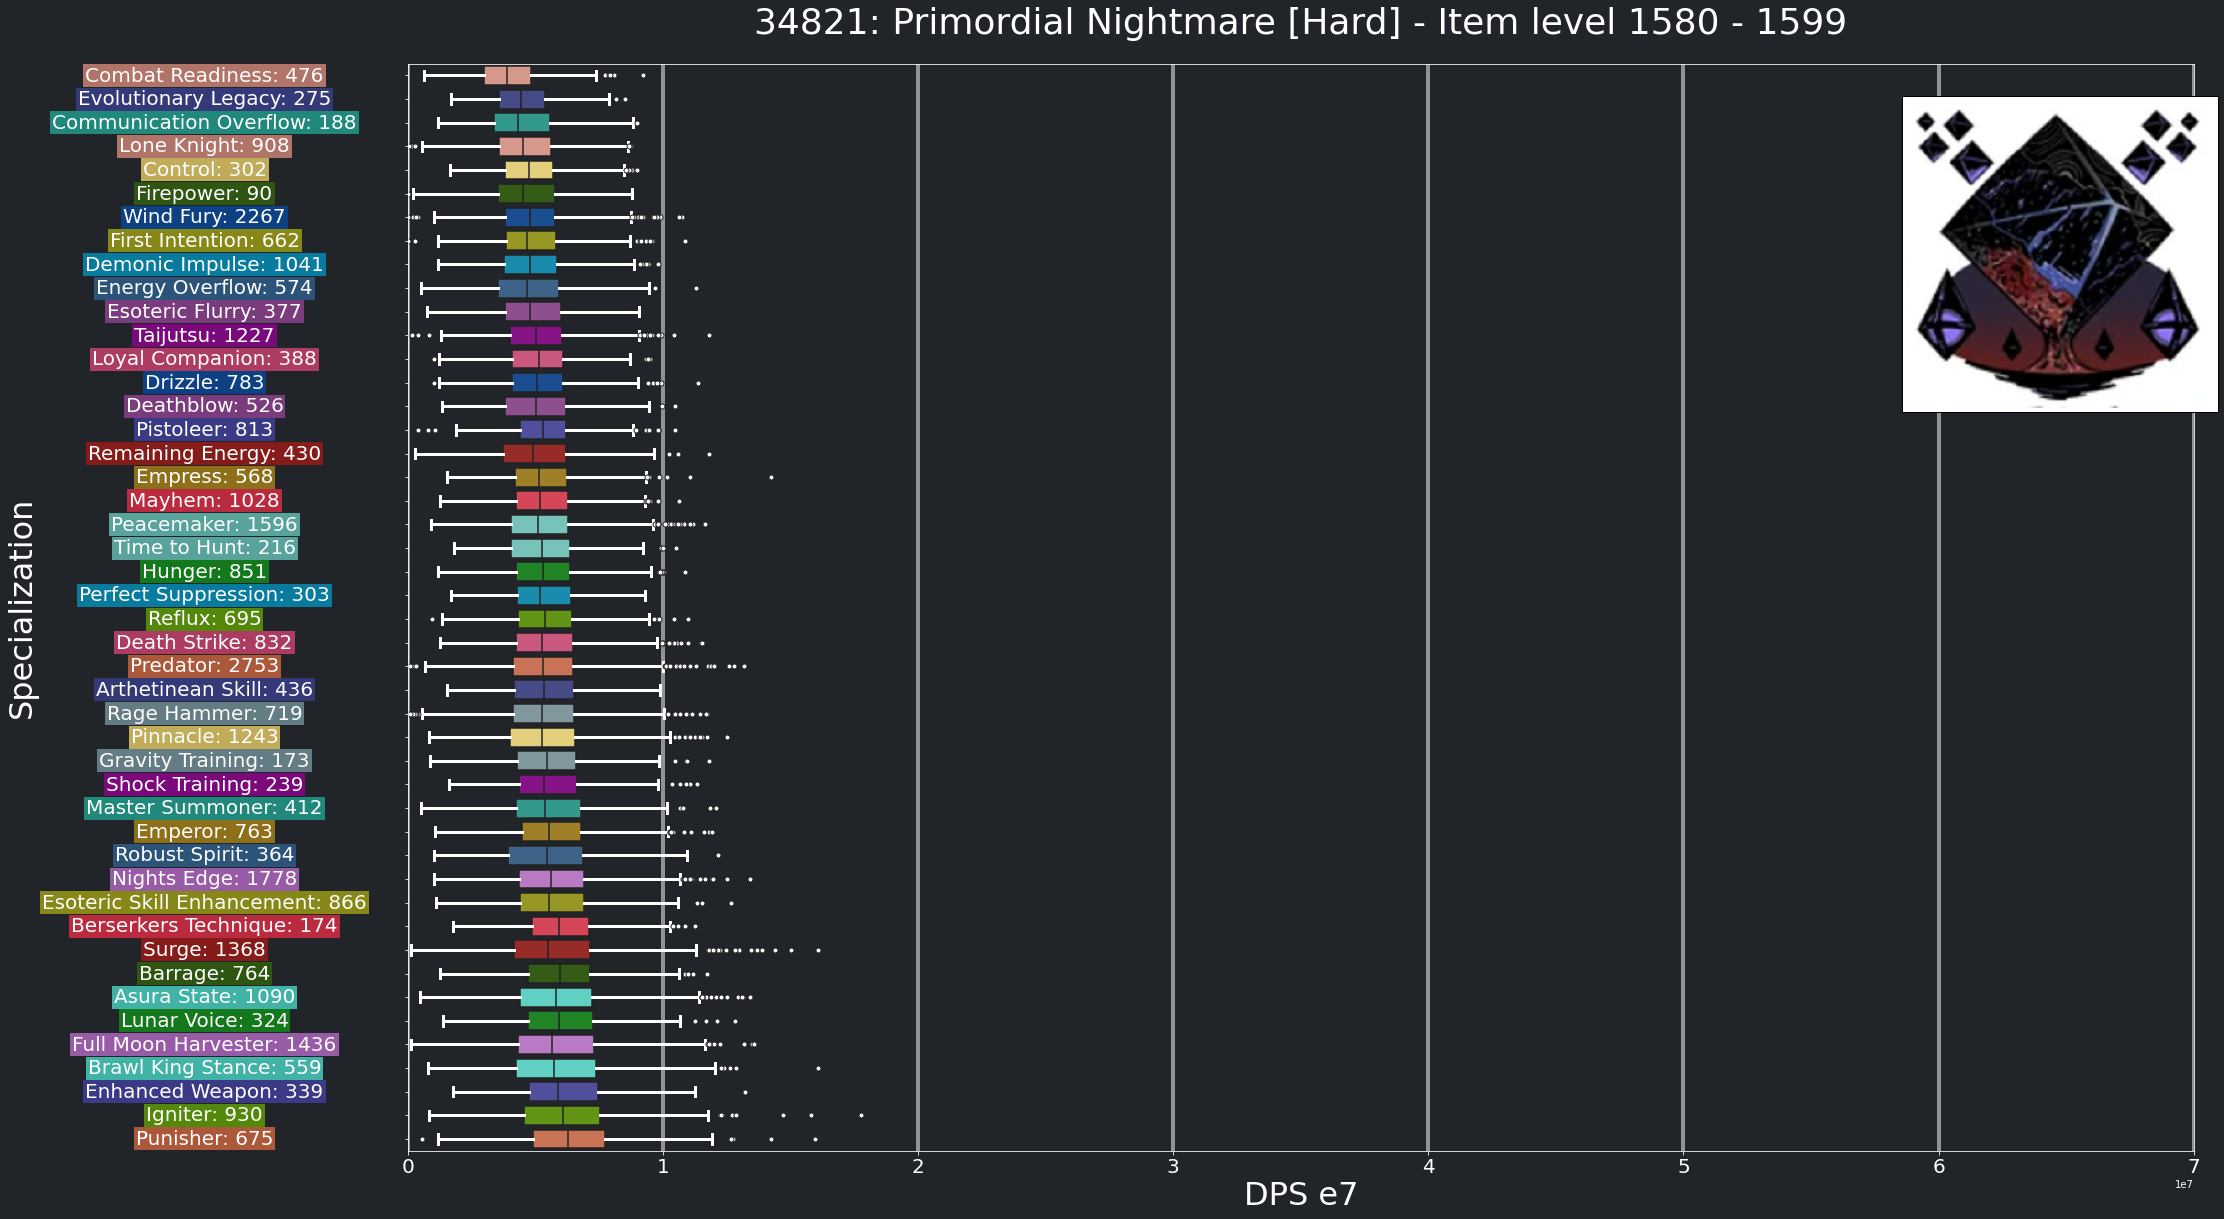 34821: Primordial Nightmare [Hard] - Item level 1580 - 1599
Combat Readiness: 476
Evolutionary Legacy: 275
Communication Overflow: 188
Lone Knight: 908
Control: 302
Firepower: 90
Wind Fury: 2267
First Intention: 662
Demonic Impulse: 1041
Energy Overflow: 574
Esoteric Flurry: 377
Taijutsu: 1227
Loyal Companion: 388
Drizzle: 783
Deathblow: 526
Pistoleer: 813
Remaining Energy: 430
Empress: 568
Mayhem: 1028
Peacemaker: 1596
Time to Hunt: 216
Hunger: 851
Perfect Suppression: 303
Reflux: 695
Death Strike: 832
Predator: 2753
Arthetinean Skill: 436
Rage Hammer: 719
Pinnacle: 1243
Gravity Training: 173
Shock Training: 239
Master Summoner: 412
Emperor: 763
Robust Spirit: 364
Nights Edge: 1778
Esoteric Skill Enhancement: 866
Berserkers Technique: 174
Surge: 1368
Barrage: 764
Asura State: 1090
Lunar Voice: 324
Full Moon Harvester: 1436
Brawl King Stance: 559
Enhanced Weapon: 339
Igniter: 930
Punisher: 675
Specialization
0 1 2 3 4 5 6 7
1e7
DPS e7